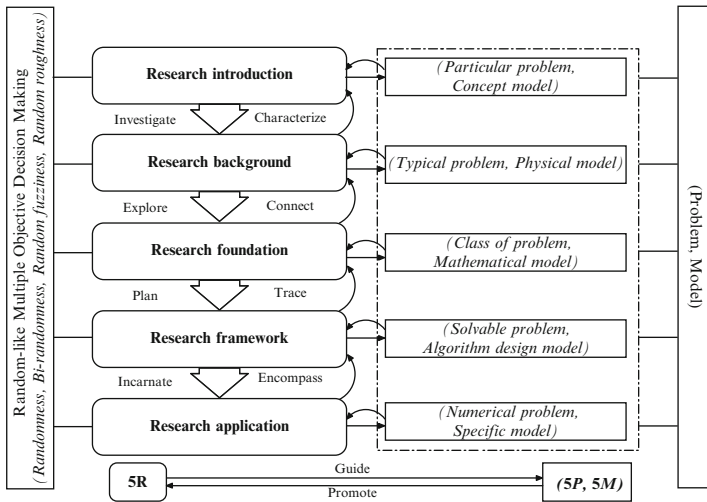 Random-like Multiple Objective Decision Making
(Randomness, Bi-randomness, Random fuzziness, Random roughness)
Research introduction
(Particular problem,
Concept model)
Investigate
Characterize
Research background
(Typical problem, Physical model)
Explore
Connect
Research foundation
(Class of problem,
Mathematical model)
Plan
Trace
Research framework
(Solvable problem,
Algorithm design model)
Incarnate
Encompass
Research application
(Numerical problem,
Specific model)
(Problem, Model)
5R
Guide
Promote
(5P, 5M)